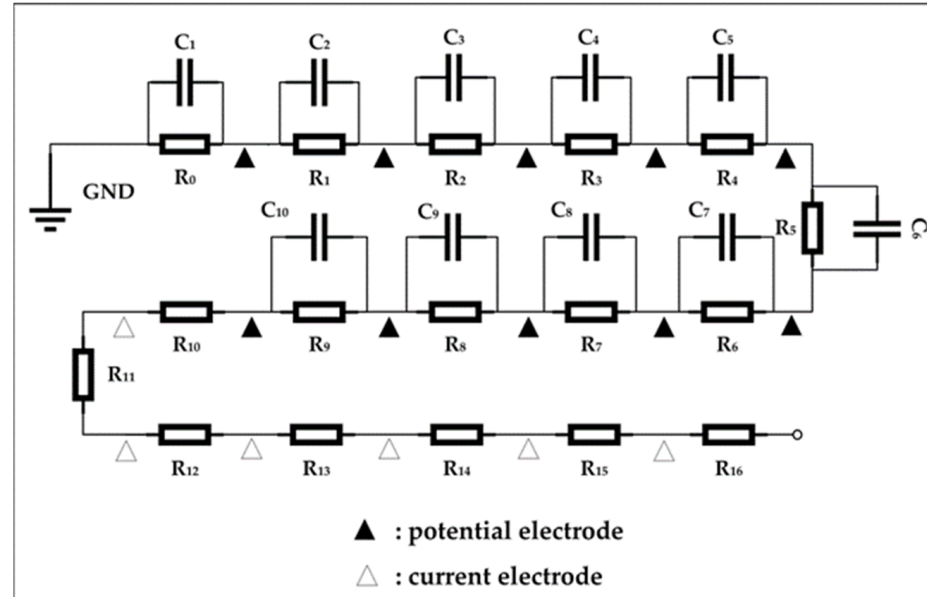 C₁ C₂ C₃ C₄ C₅
R₀ R₁ R₂ R₃ R₄
GND
C₁₀ C₉ C₈ C₇
R₅ C₆
R₁₀ R₉ R₈ R₇ R₆
R₁₁
R₁₂ R₁₃ R₁₄ R₁₅ R₁₆
: potential electrode
: current electrode